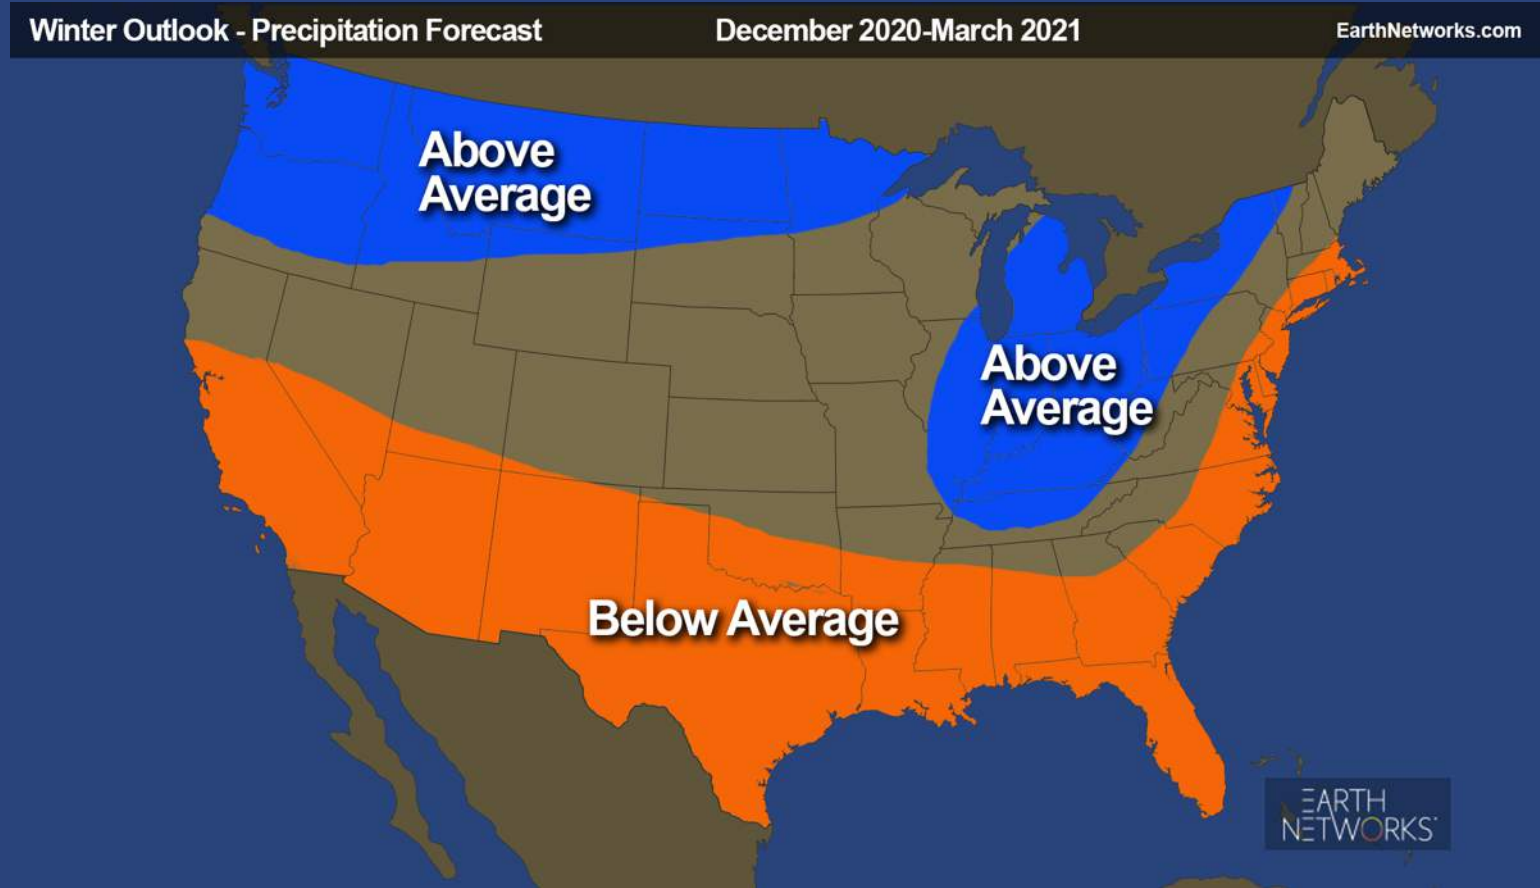 Winter Outlook - Precipitation Forecast
December 2020-March 2021
EarthNetworks.com
Above
Average
Above
Average
Below Average
EARTH
NETWORKS